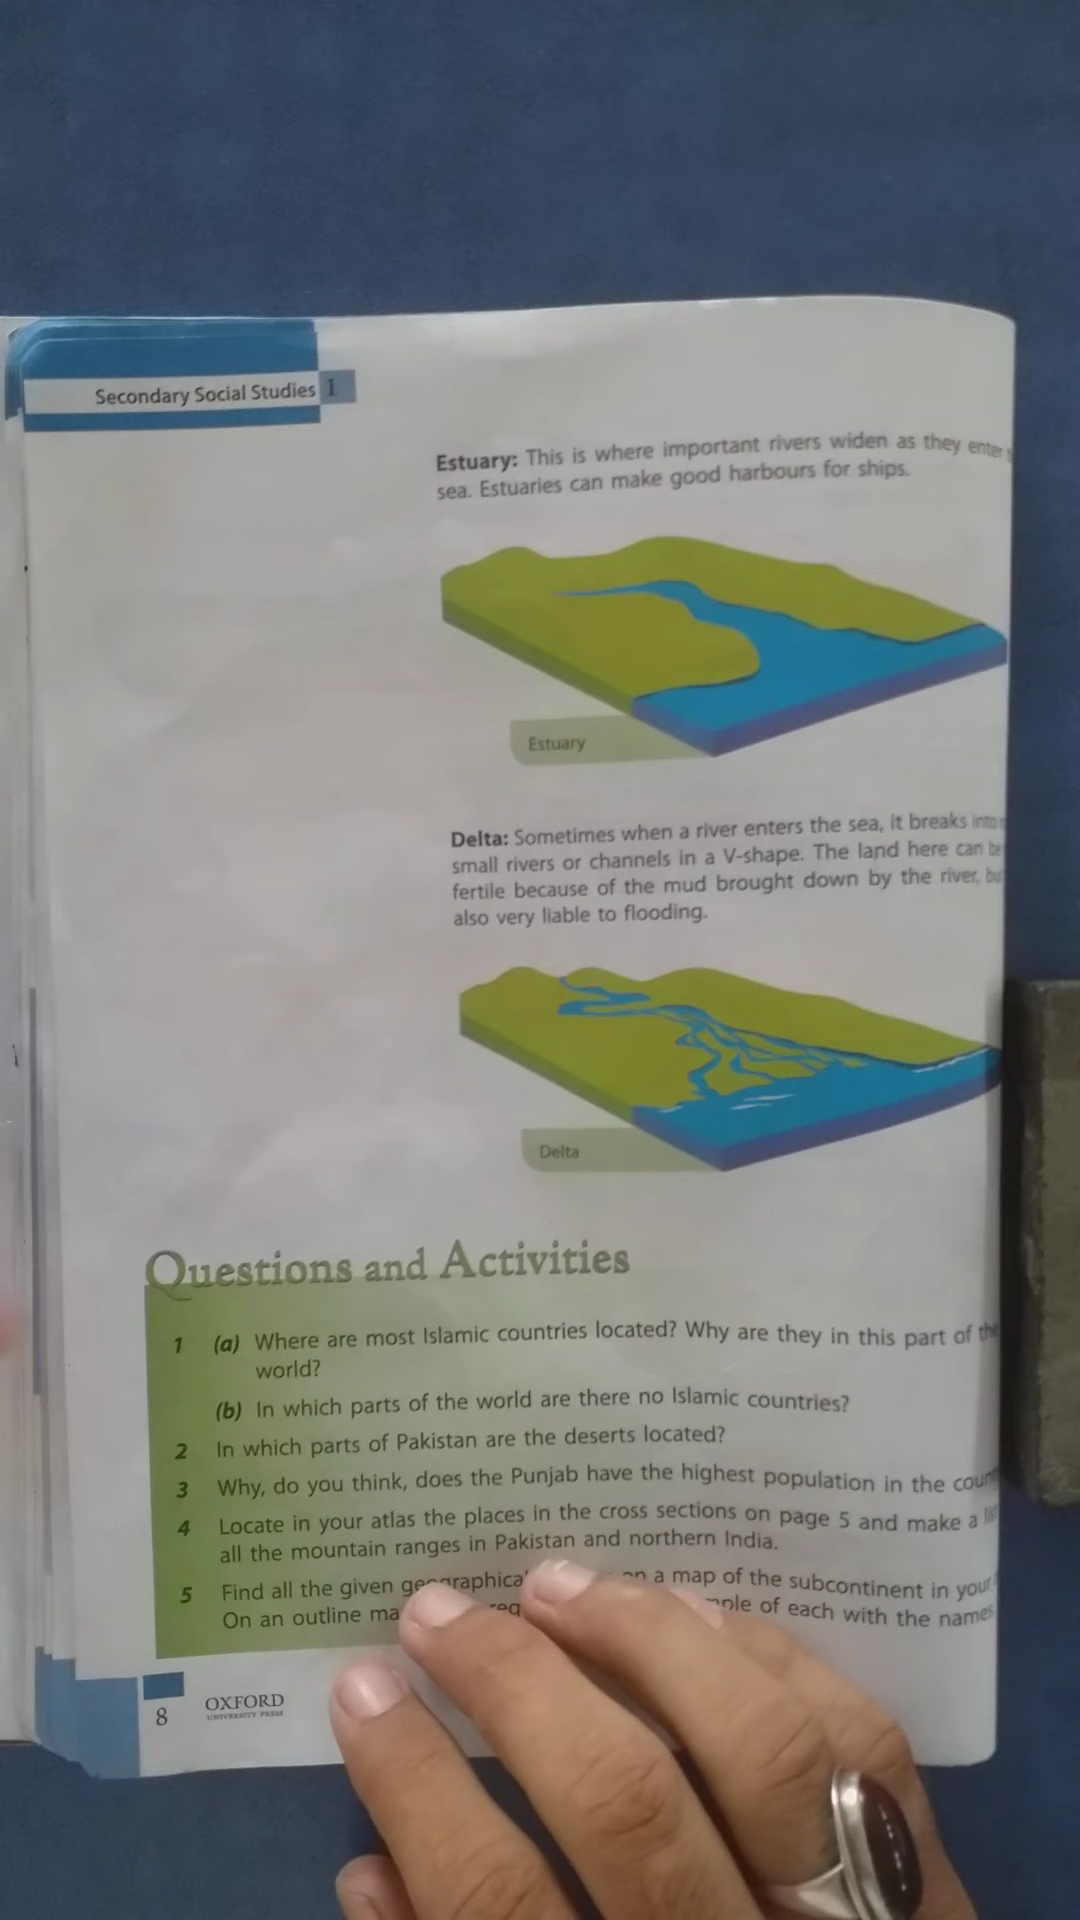 Secondary Social Studies 1
Estuary: This is where important rivers widen as they enter
sea. Estuaries can make good harbours for ships.
Estuary
Delta: Sometimes when a river enters the sea, it breaks into
small rivers or channels in a V-shape. The land here can be
fertile because of the mud brought down by the river, but
also very liable to flooding.
Delta
Questions and Activities
1 (a) Where are most Islamic countries located? Why are they in this part of the
world?
(b) In which parts of the world are there no Islamic countries?
2 In which parts of Pakistan are the deserts located?
3 Why, do you think, does the Punjab have the highest population in the
4 Locate in your atlas the places in the cross sections on page 5 and make a
all the mountain ranges in Pakistan and northern India.
5 Find all the given a map of the subcontinent in your
On an outline of each with the names
8 OXFORD
UNIVERSITY PRESS